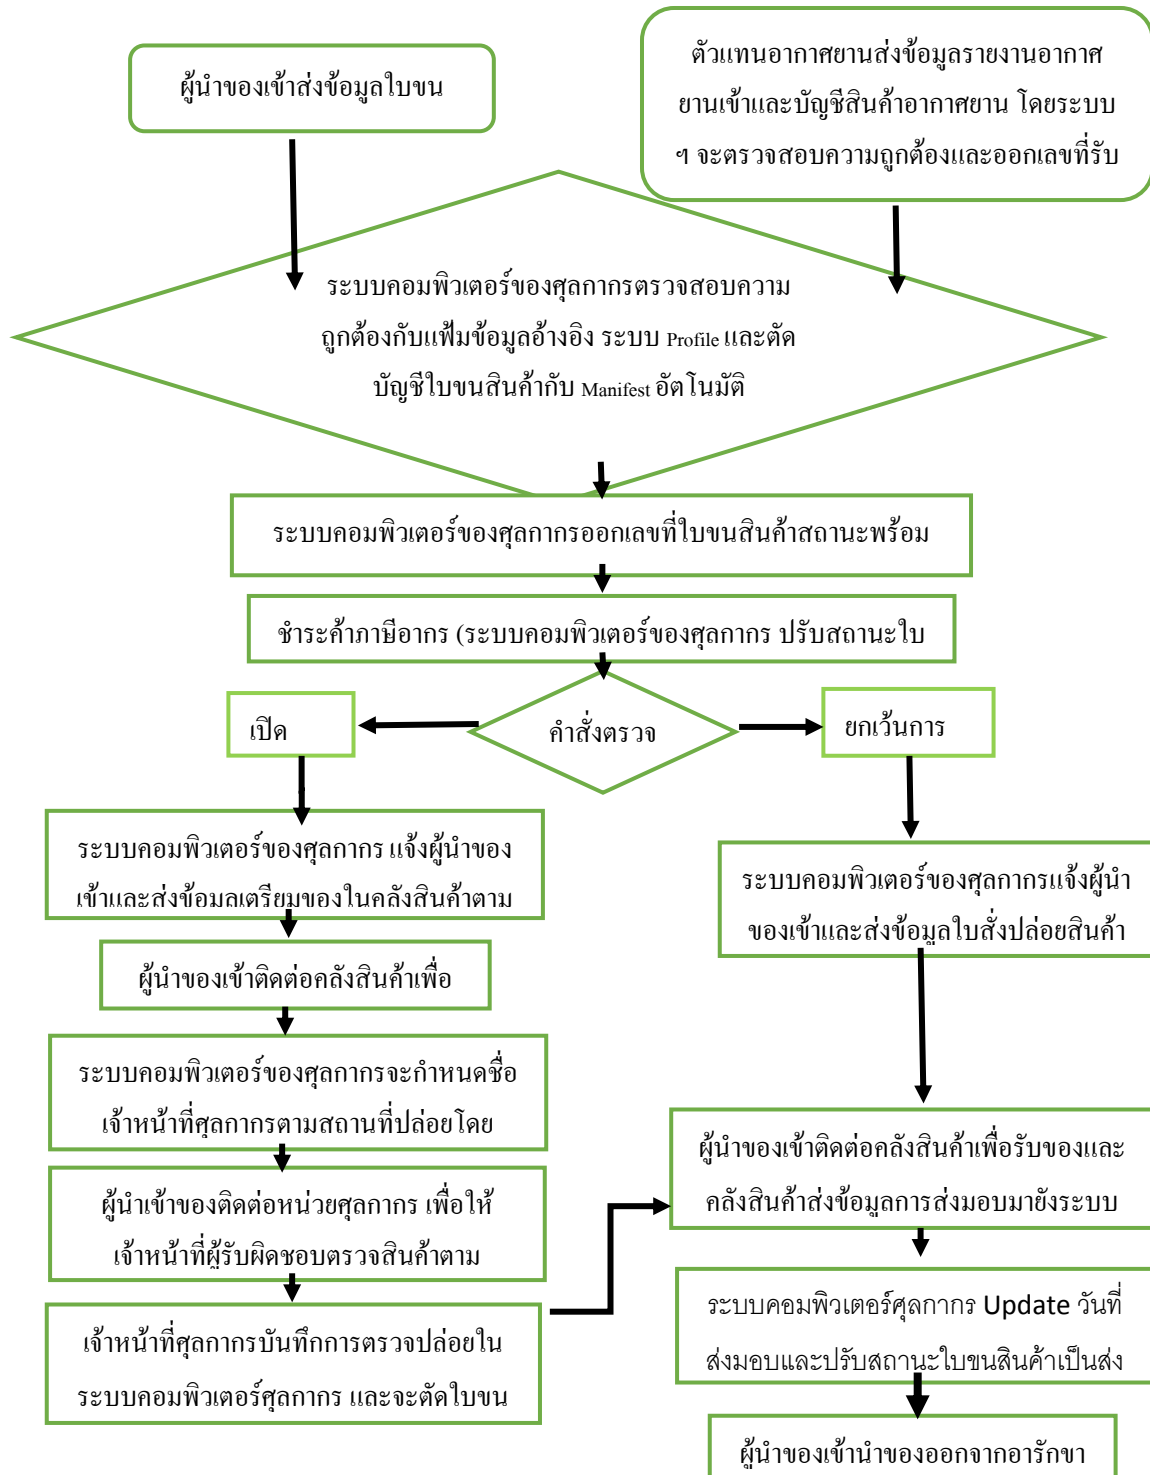 ผู้นำของเข้าส่งข้อมูลใบขน
ตัวแทนอากาศยานส่งข้อมูลรายงานอากาศ
ยานเข้าและบัญชีสินค้าอากาศยาน โดยระบบ
ฯ จะตรวจสอบความถูกต้องและออกเลขที่รับ
ระบบคอมพิวเตอร์ของศุลกากรตรวจสอบความ
ถูกต้องกับแฟ้มข้อมูลอ้างอิง ระบบ Profile และตัด
บัญชีใบขนสินค้ากับ Manifest อัตโนมัติ
ระบบคอมพิวเตอร์ของศุลกากรออกเลขที่ใบขนสินค้าสถานะพร้อม
ชำระค้าภาษีอากร (ระบบคอมพิวเตอร์ของศุลกากร ปรับสถานะใบ
คำสั่งตรวจ
เปิด
ยกเว้นการ
ระบบคอมพิวเตอร์ของศุลกากร แจ้งผู้นำของ
เข้าและส่งข้อมูลเตรียมของในคลังสินค้าตาม
ผู้นำของเข้าติดต่อคลังสินค้าเพื่อ
ระบบคอมพิวเตอร์ของศุลกากรจะกำหนดชื่อ
เจ้าหน้าที่ศุลกากรตามสถานที่ปล่อยโดย
ผู้นำเข้าของติดต่อหน่วยศุลกากร เพื่อให้
เจ้าหน้าที่ผู้รับผิดชอบตรวจสินค้าตาม
เจ้าหน้าที่ศุลกากรบันทึกการตรวจปล่อยใน
ระบบคอมพิวเตอร์ศุลกากร และจะตัดใบขน
ระบบคอมพิวเตอร์ของศุลกากรแจ้งผู้นำ
ของเข้าและส่งข้อมูลใบสั่งปล่อยสินค้า
ผู้นำของเข้าติดต่อคลังสินค้าเพื่อรับของและ
คลังสินค้าส่งข้อมูลการส่งมอบมายังระบบ
ระบบคอมพิวเตอร์ศุลกากร Update วันที่
ส่งมอบและปรับสถานะใบขนสินค้าเป็นส่ง
ผู้นำของเข้านำของออกจากอารักขา